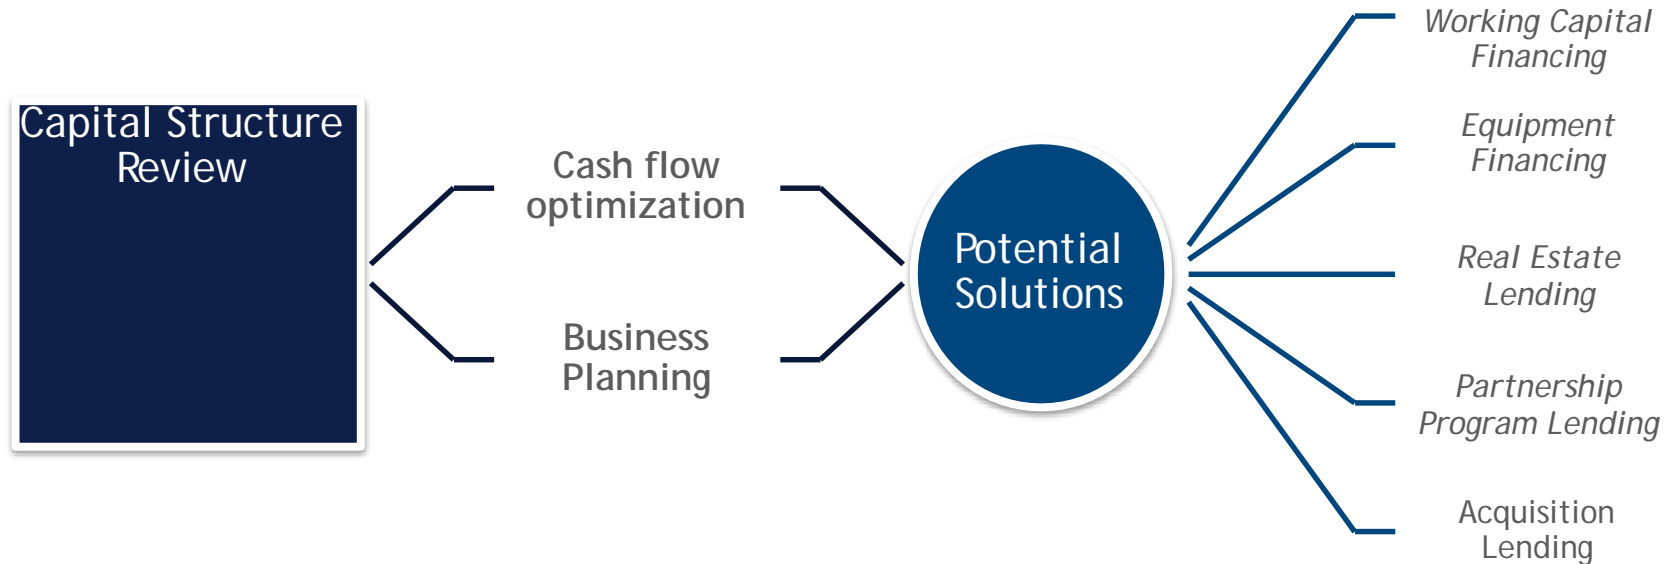 Capital Structure
Review
Cash flow
optimization
Business
Planning
Potential
Solutions
Working Capital
Financing
Equipment
Financing
Real Estate
Lending
Partnership
Program Lending
Acquisition
Lending